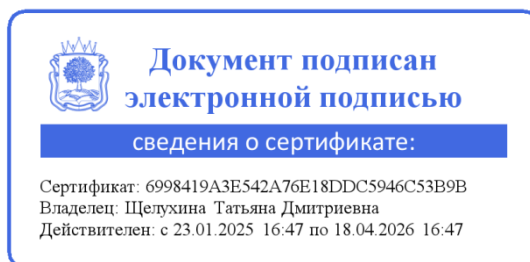 Документ подписан
электронной подписью
сведения о сертификате:
Сертификат: 6998419A3E542A76E18DDC5946C53B9B
Владелец: Щелухина Татьяна Дмитриевна
Действителен: с 23.01.2025 16:47 по 18.04.2026 16:47